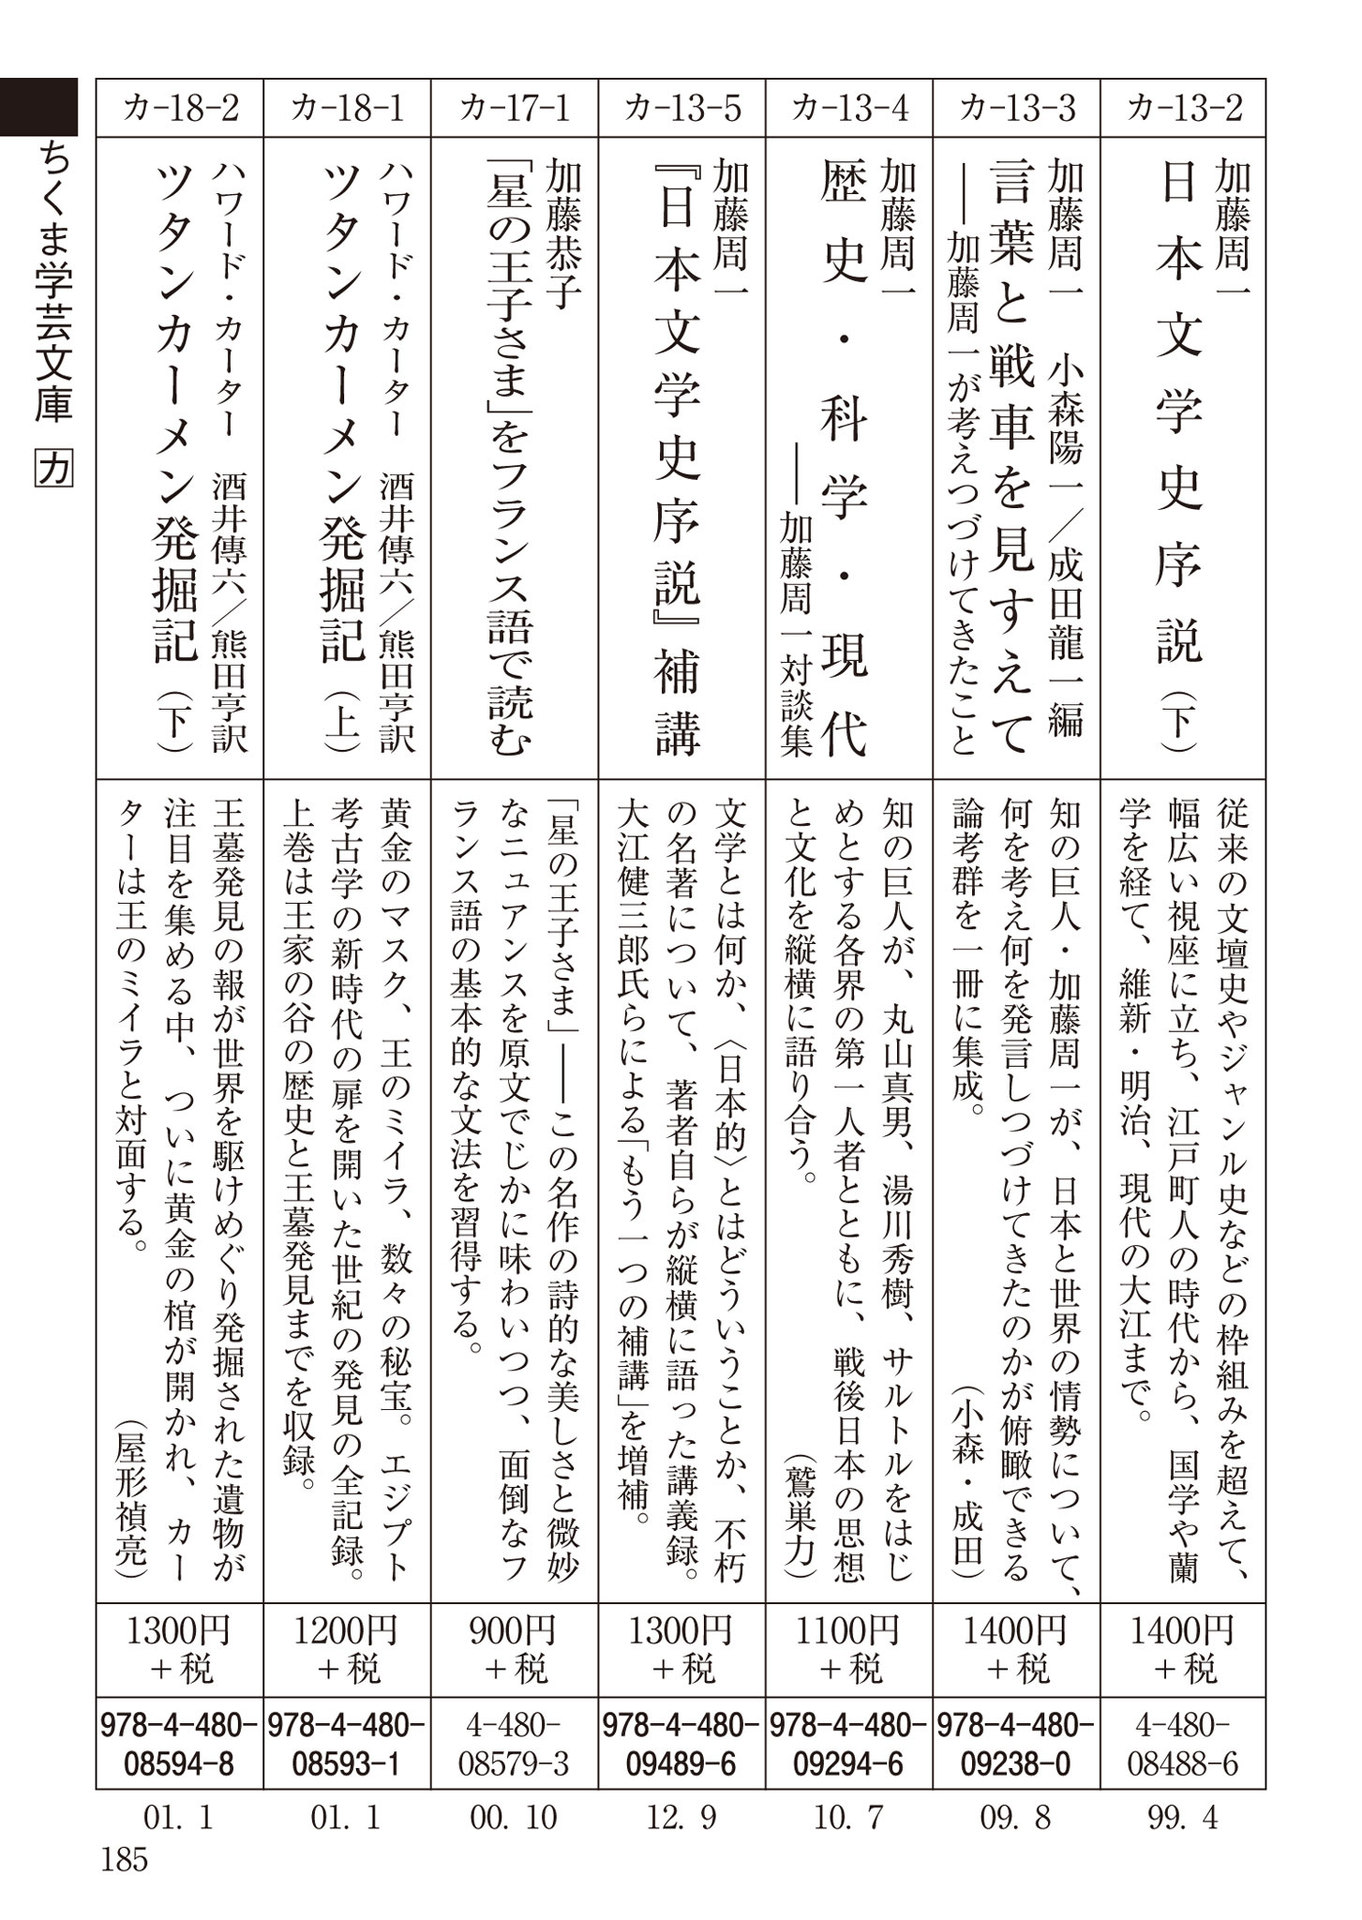 ちくま学芸文庫 カ
カ-13-2
加藤周一
日本文学史序説(下)
従来の文壇史やジャンル史などの枠組みを超えて、
幅広い視座に立ち、江戸町人の時代から、国学や蘭
学を経て、維新・明治、現代の大江まで。
1400円
+税
4-480-
08488-6
99. 4
カ-13-3
加藤周一 小森陽一/成田龍一編
言葉と戦車を見すえて
――加藤周一が考えつづけてきたこと
知の巨人・加藤周一が、日本と世界の情勢について、
何を考え何を発言しつづけてきたのかが俯瞰できる
論考群を一冊に集成。 (小森・成田)
1400円
+税
978-4-480-
09238-0
09. 8
カ-13-4
加藤周一
歴史・科学・現代
――加藤周一対談集
知の巨人が、丸山真男、湯川秀樹、サルトルをはじ
めとする各界の第一人者とともに、戦後日本の思想
と文化を縦横に語り合う。 (鷲巣力)
1100円
+税
978-4-480-
09294-6
10. 7
カ-13-5
加藤周一
『日本文学史序説』補講
文学とは何か、〈日本的〉とはどういうことか、不朽
の名著について、著者自らが縦横に語った講義録。
大江健三郎氏らによる「もう一つの補講」を増補。
1300円
+税
978-4-480-
09489-6
12. 9
カ-17-1
加藤恭子
「星の王子さま」をフランス語で読む
「星の王子さま」――この名作の詩的な美しさと微妙
なニュアンスを原文でじかに味わいつつ、面倒なフ
ランス語の基本的な文法を習得する。
900円
+税
4-480-
08579-3
00. 10
カ-18-1
ハワード・カーター 酒井傳六/熊田亨訳
ツタンカーメン発掘記(上)
黄金のマスク、王のミイラ、数々の秘宝。エジプト
考古学の新時代の扉を開いた世紀の発見の全記録。
上巻は王家の谷の歴史と王墓発見までを収録。
1200円
+税
978-4-480-
08593-1
01. 1
カ-18-2
ハワード・カーター 酒井傳六/熊田亨訳
ツタンカーメン発掘記(下)
王墓発見の報が世界を駆けめぐり発掘された遺物が
注目を集める中、ついに黄金の棺が開かれ、カー
ターは王のミイラと対面する。 (屋形禎亮)
1300円
+税
978-4-480-
08594-8
01. 1
185